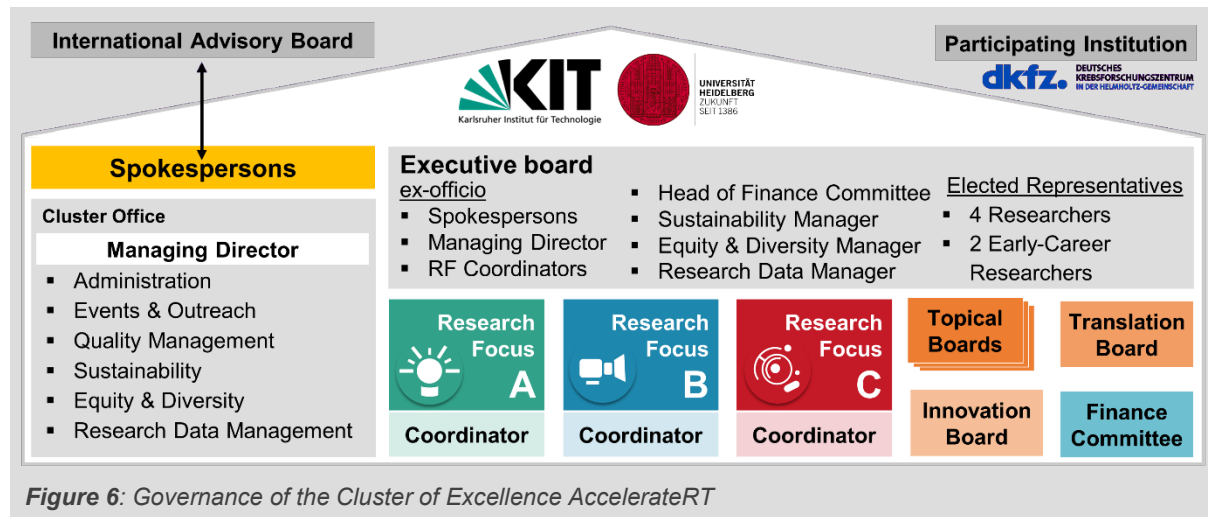 International Advisory Board
KIT
Karlsruher Institut für Technologie
UNIVERSITÄT
HEIDELBERG
ZUKUNFT
SEIT 1386
Participating Institution
dkfz.
DEUTSCHES
KREBSFORSCHUNGSZENTRUM
IN DER HELMHOLTZ-GEMEINSCHAFT
Spokespersons
Cluster Office
Managing Director
▪ Administration
▪ Events & Outreach
▪ Quality Management
▪ Sustainability
▪ Equity & Diversity
▪ Research Data Management
Executive board
ex-officio
▪ Spokespersons
▪ Managing Director
▪ RF Coordinators
▪ Head of Finance Committee
▪ Sustainability Manager
▪ Equity & Diversity Manager
▪ Research Data Manager
Elected Representatives
▪ 4 Researchers
▪ 2 Early-Career
Researchers
Research
Focus
A
Coordinator
Research
Focus
B
Coordinator
Research
Focus
C
Coordinator
Topical
Boards
Translation
Board
Innovation
Board
Finance
Committee
Figure 6: Governance of the Cluster of Excellence AccelerateRT